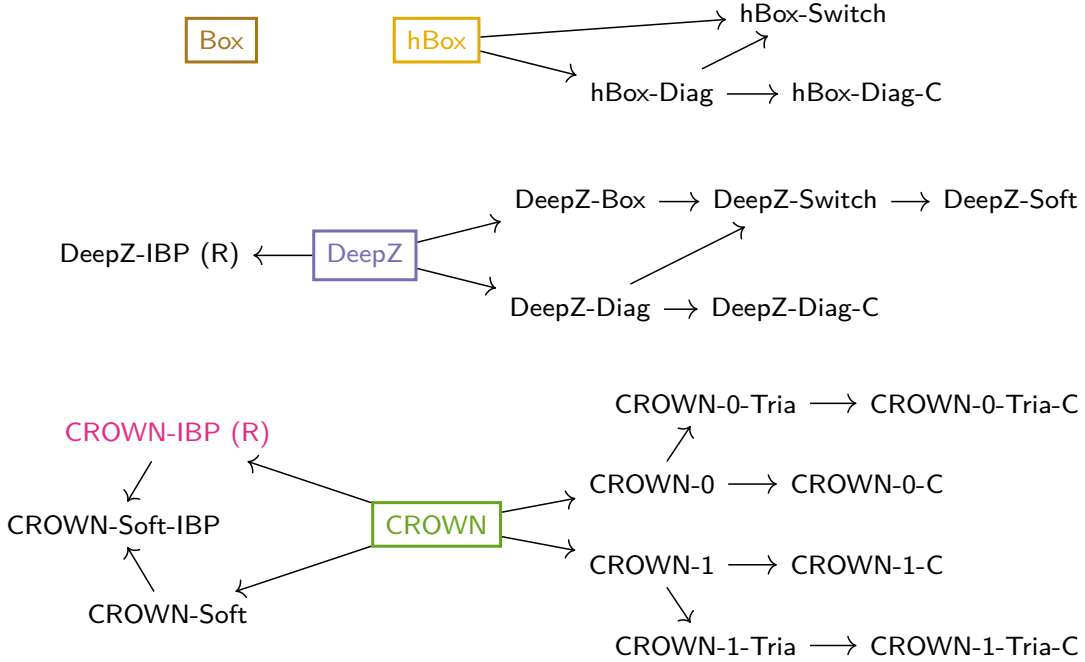 hBox-Switch
Box
hBox
hBox-Diag
hBox-Diag-C
DeepZ-Box
DeepZ-Switch
DeepZ-Soft
DeepZ-IBP (R)
DeepZ
DeepZ-Diag
DeepZ-Diag-C
CROWN-0-Tria
CROWN-0-Tria-C
CROWN-IBP (R)
CROWN-0
CROWN-0-C
CROWN-Soft-IBP
CROWN
CROWN-1
CROWN-1-C
CROWN-Soft
CROWN-1-Tria
CROWN-1-Tria-C